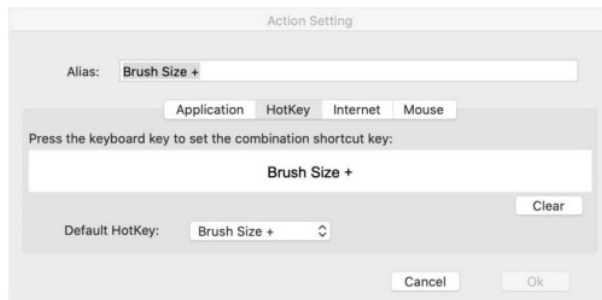 Action Setting
Alias: Brush Size +
Application HotKey Internet Mouse
Press the keyboard key to set the combination shortcut key:
Brush Size +
Clear
Default HotKey: Brush Size +
Cancel Ok